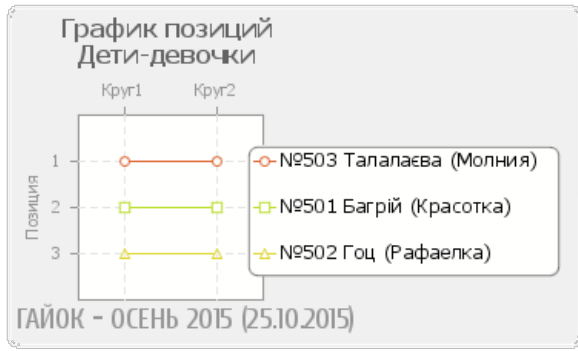 График позиций
Дети-девочки
Круг1 Круг2
Позиция
1
2
3
№503 Талалаєва (Молния)
№501 Багрій (Красотка)
№502 Гоц (Рафаелка)
ГАЙОК - ОСЕНЬ 2015 (25.10.2015)